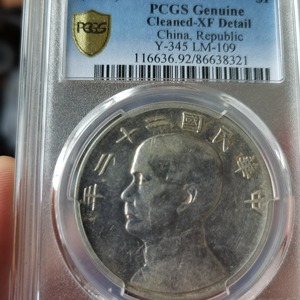 PCGS Genuine
Cleaned-XF Detail
China, Republic
Y-345 LM-109
116636.92/86638321
PCGS
年二十二國民華中